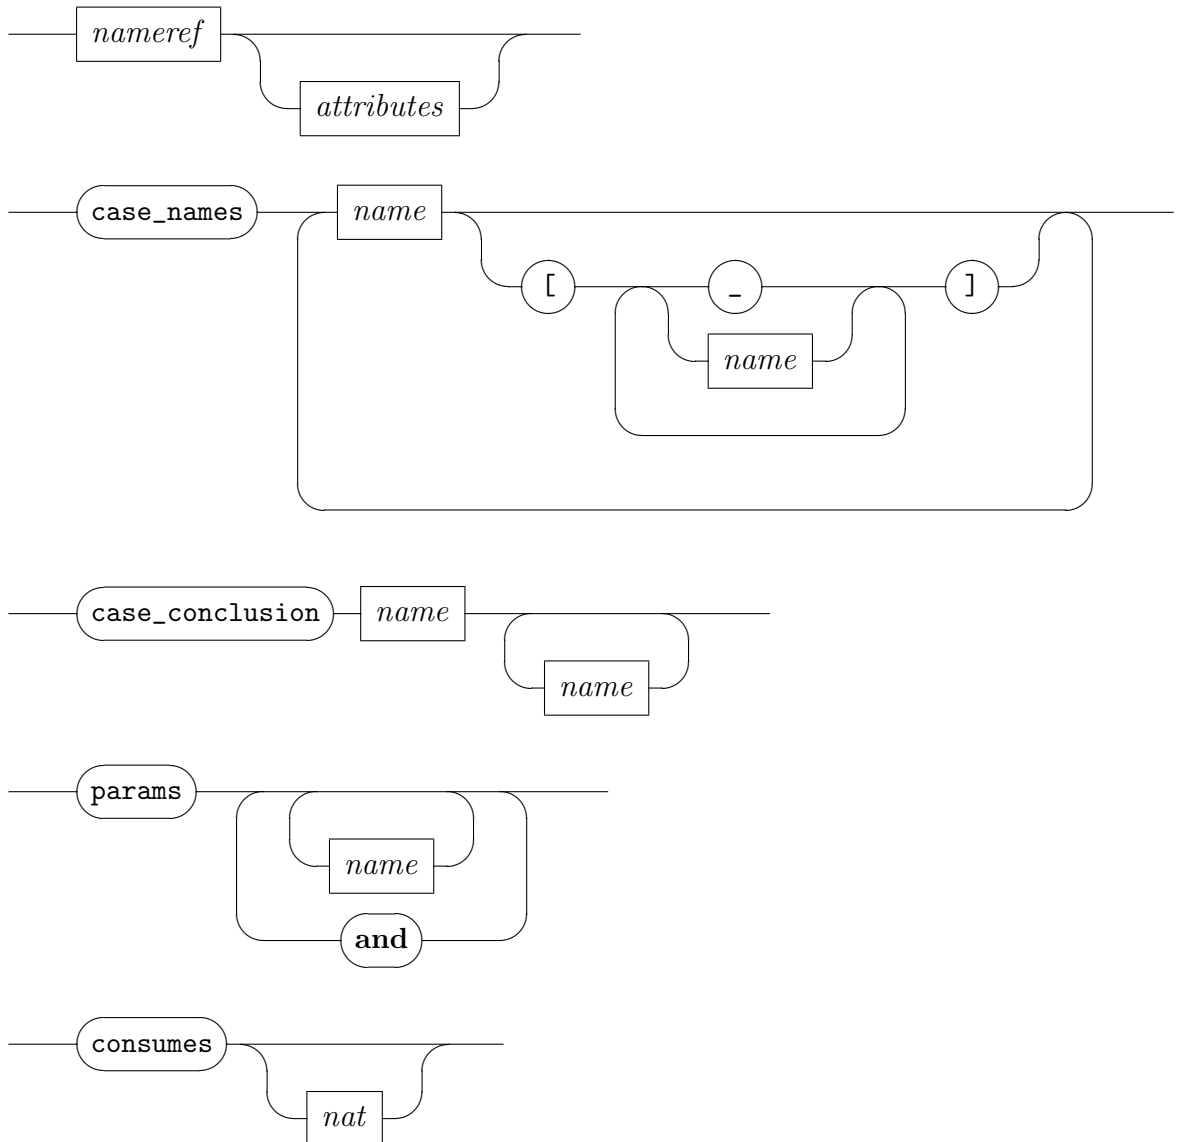 nameref
attributes
case_names name
[ _ ]
name
case_conclusion name
name
params
name
and
consumes
nat